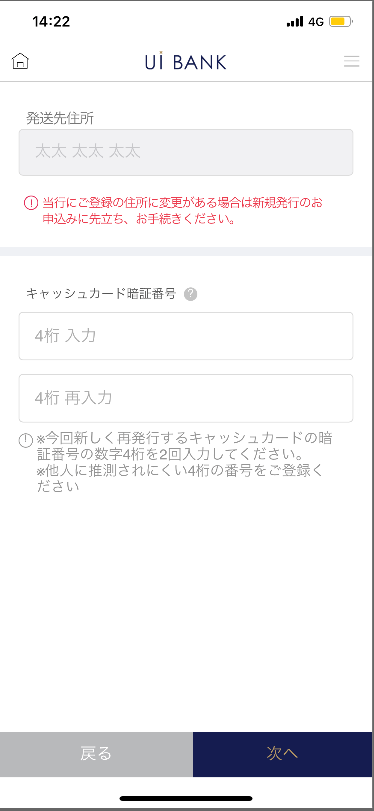 14:22
4G
UI BANK
発送先住所
太太 太太 太太
当行にご登録の住所に変更がある場合は新規発行のお
申込みに先立ち、お手続きください。
キャッシュカード暗証番号 ?
4桁 入力
4桁 再入力
※今回新しく再発行するキャッシュカードの暗
証番号の数字4桁を2回入力してください。
※他人に推測されにくい4桁の番号をご登録く
ださい
戻る
次へ